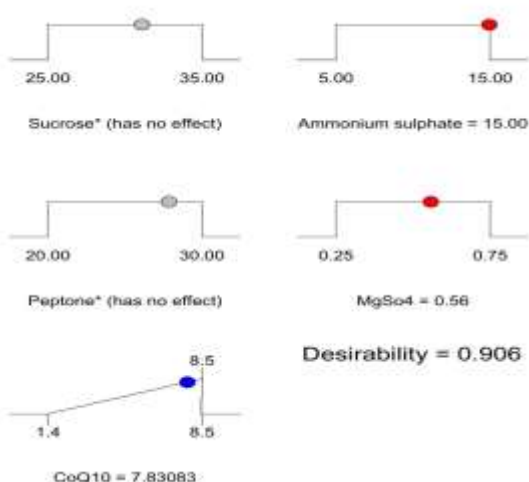 25.00 35.00
Sucrose* (has no effect)
5.00 15.00
Ammonium sulphate = 15.00
20.00 30.00
Peptone* (has no effect)
0.25 0.75
MgSo4 = 0.56
8.5
1.4 8.5
CoQ10 = 7.83083
Desirability = 0.906